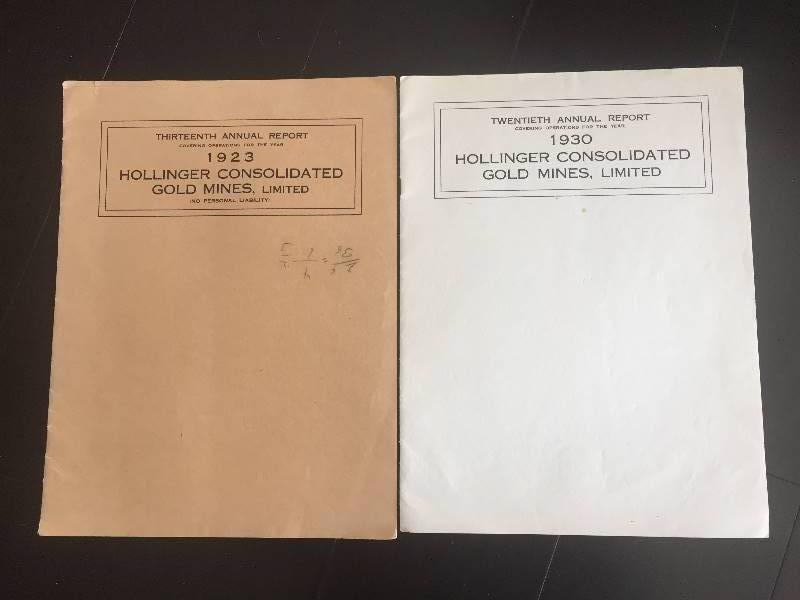 THIRTEENTH ANNUAL REPORT
COVERING OPERATIONS FOR THE YEAR
1923
HOLLINGER CONSOLIDATED
GOLD MINES, LIMITED
(NO PERSONAL LIABILITY)
TWENTIETH ANNUAL REPORT
COVERING OPERATIONS FOR THE YEAR
1930
HOLLINGER CONSOLIDATED
GOLD MINES, LIMITED